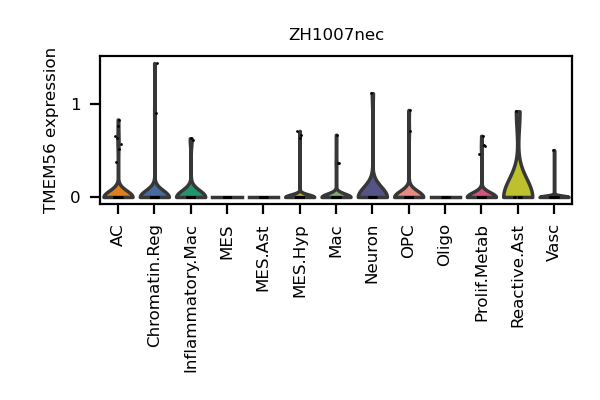 ZH1007nec
TMEM56 expression
1
0
AC
Chromatin.Reg
Inflammatory.Mac
MES
MES.Ast
MES.Hyp
Mac
Neuron
OPC
Oligo
Prolif.Metab
Reactive.Ast
Vasc